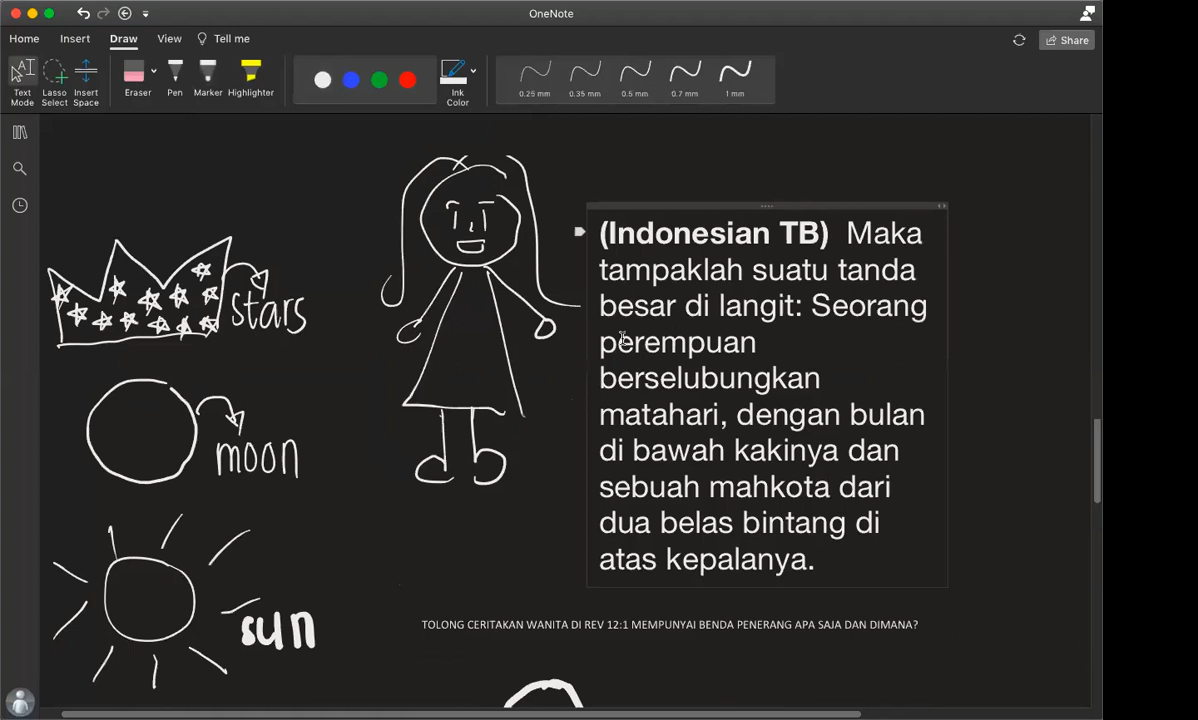 OneNote
Home Insert Draw View Tell me
Share
Text Mode
Lasso Select
Insert Space
Eraser
Pen
Marker
Highlighter
Ink Color
0.25 mm 0.35 mm 0.5 mm 0.7 mm 1 mm
stars
moon
sun
(Indonesian TB) Maka
tampaklah suatu tanda
besar di langit: Seorang
perempuan
berselubungkan
matahari, dengan bulan
di bawah kakinya dan
sebuah mahkota dari
dua belas bintang di
atas kepalanya.
TOLONG CERITAKAN WANITA DI REV 12:1 MEMPUNYAI BENDA PENERANG APA SAJA DAN DIMANA?